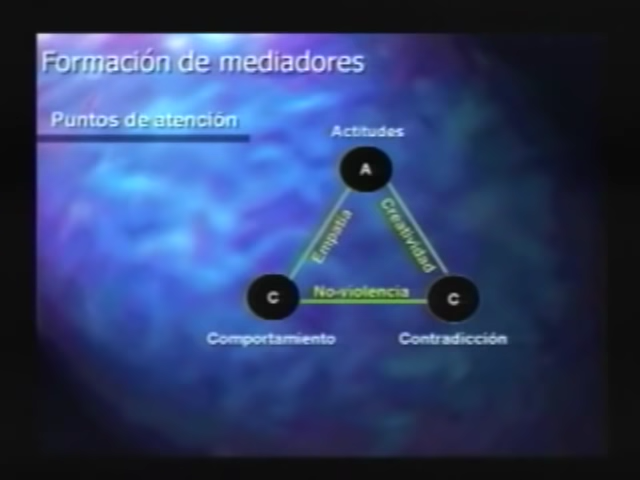 Formación de mediadores
Puntos de atención
Actitudes
A
Empatía
Creatividad
C
No-violencia
C
Comportamiento
Contradicción